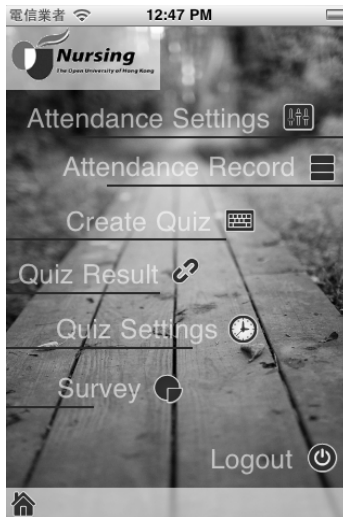 電信業者 12:47 PM
Nursing
The Open University of Hong Kong
Attendance Settings
Attendance Record
Create Quiz
Quiz Result
Quiz Settings
Survey
Logout